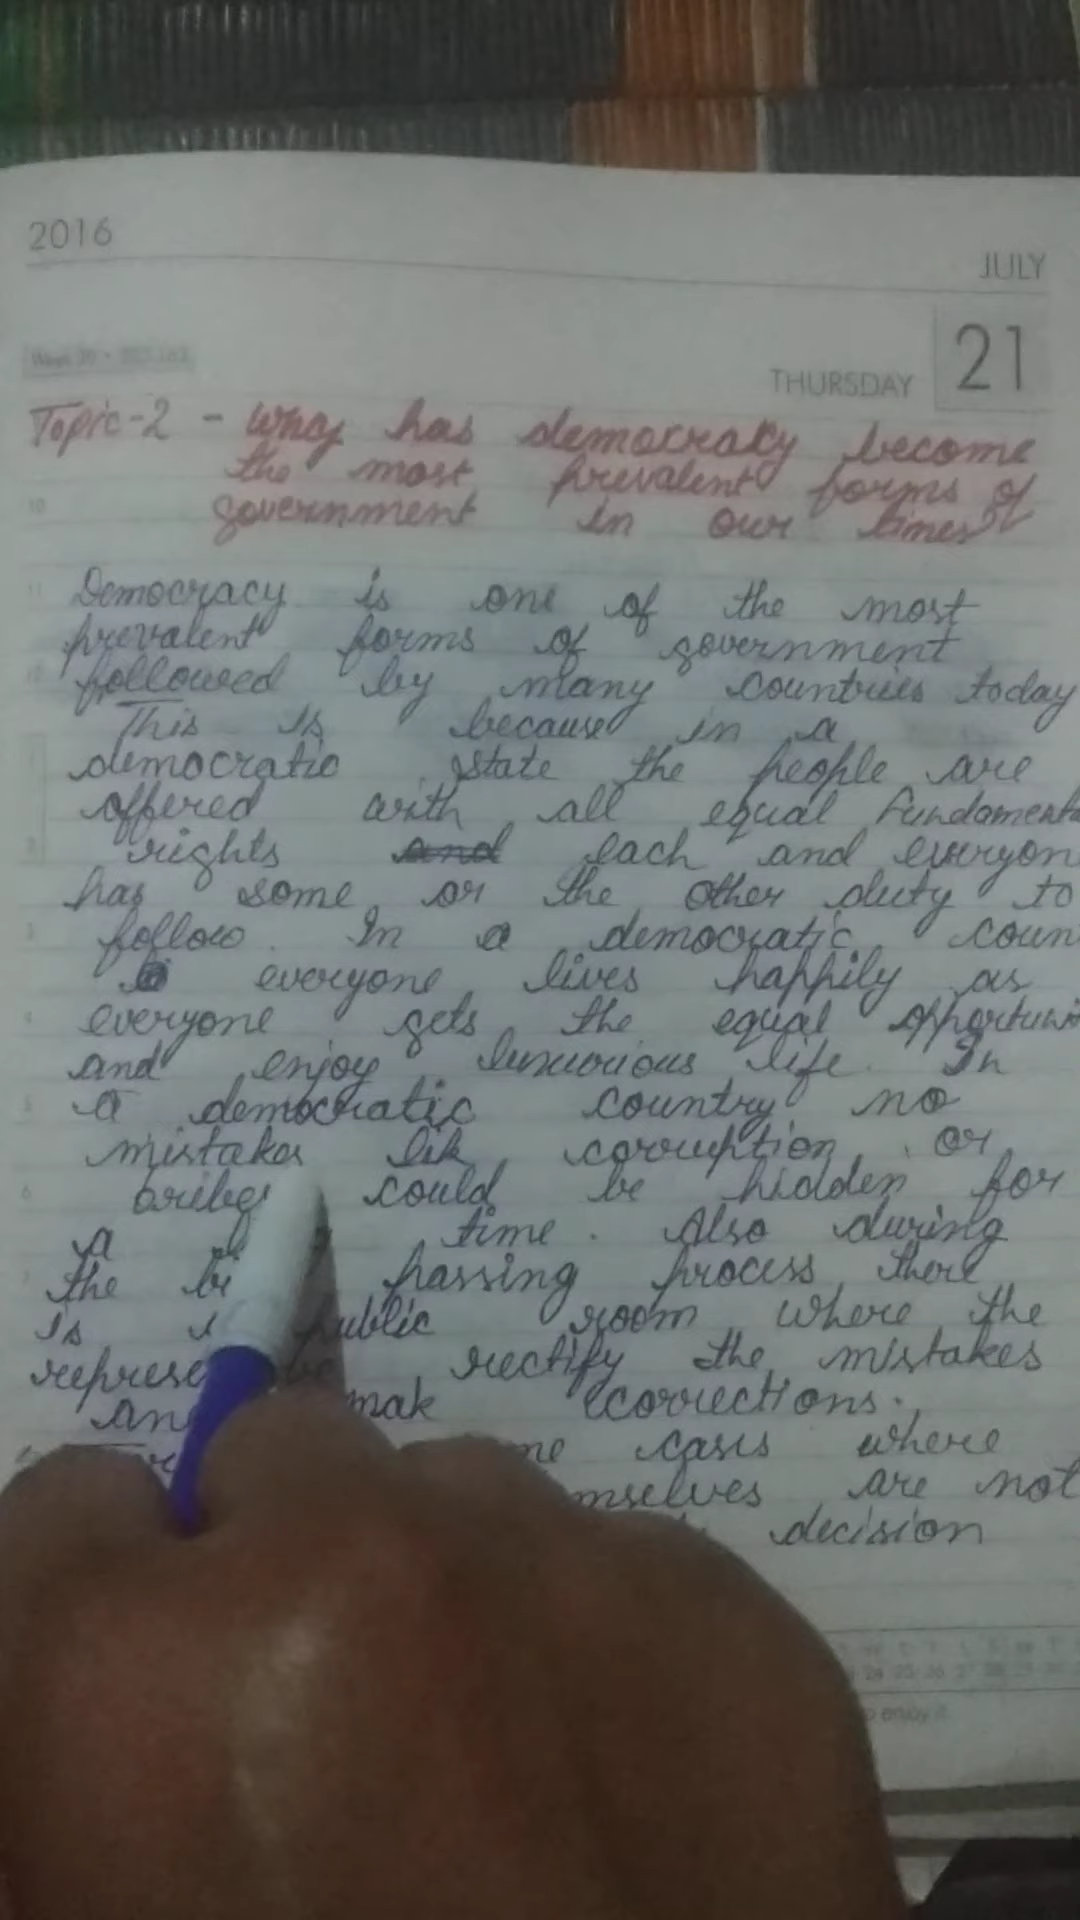 2016
JULY
21
THURSDAY
Topic-2 - Why has democraky become
the most prevalent forms of
government in our times
Democracy is one of the most
prevalent forms of government
followed by many countries today
This is because in a
democratic state the people are
offered with all equal Fundamenta
rights and each and everyon
has some or the other duty to
follow. In a democratic coun
everyone lives happily as
everyone gets the equal opportuni
and enjoy luxurious life. In
a democratic country no
mistakes lik corruption or
bribes could be hidden for
a time. Also during
the passing process there
is public room where the
rectify the mistakes
mak corrections.
cases where
are not
decision
enjoy it